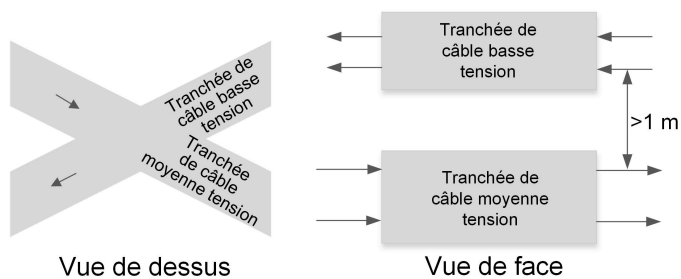 Tranchée de
câble basse
tension
Tranchée
de câble
moyenne tension
Vue de dessus
Tranchée de
câble basse
tension
>1 m
Tranchée de
câble moyenne
tension
Vue de face